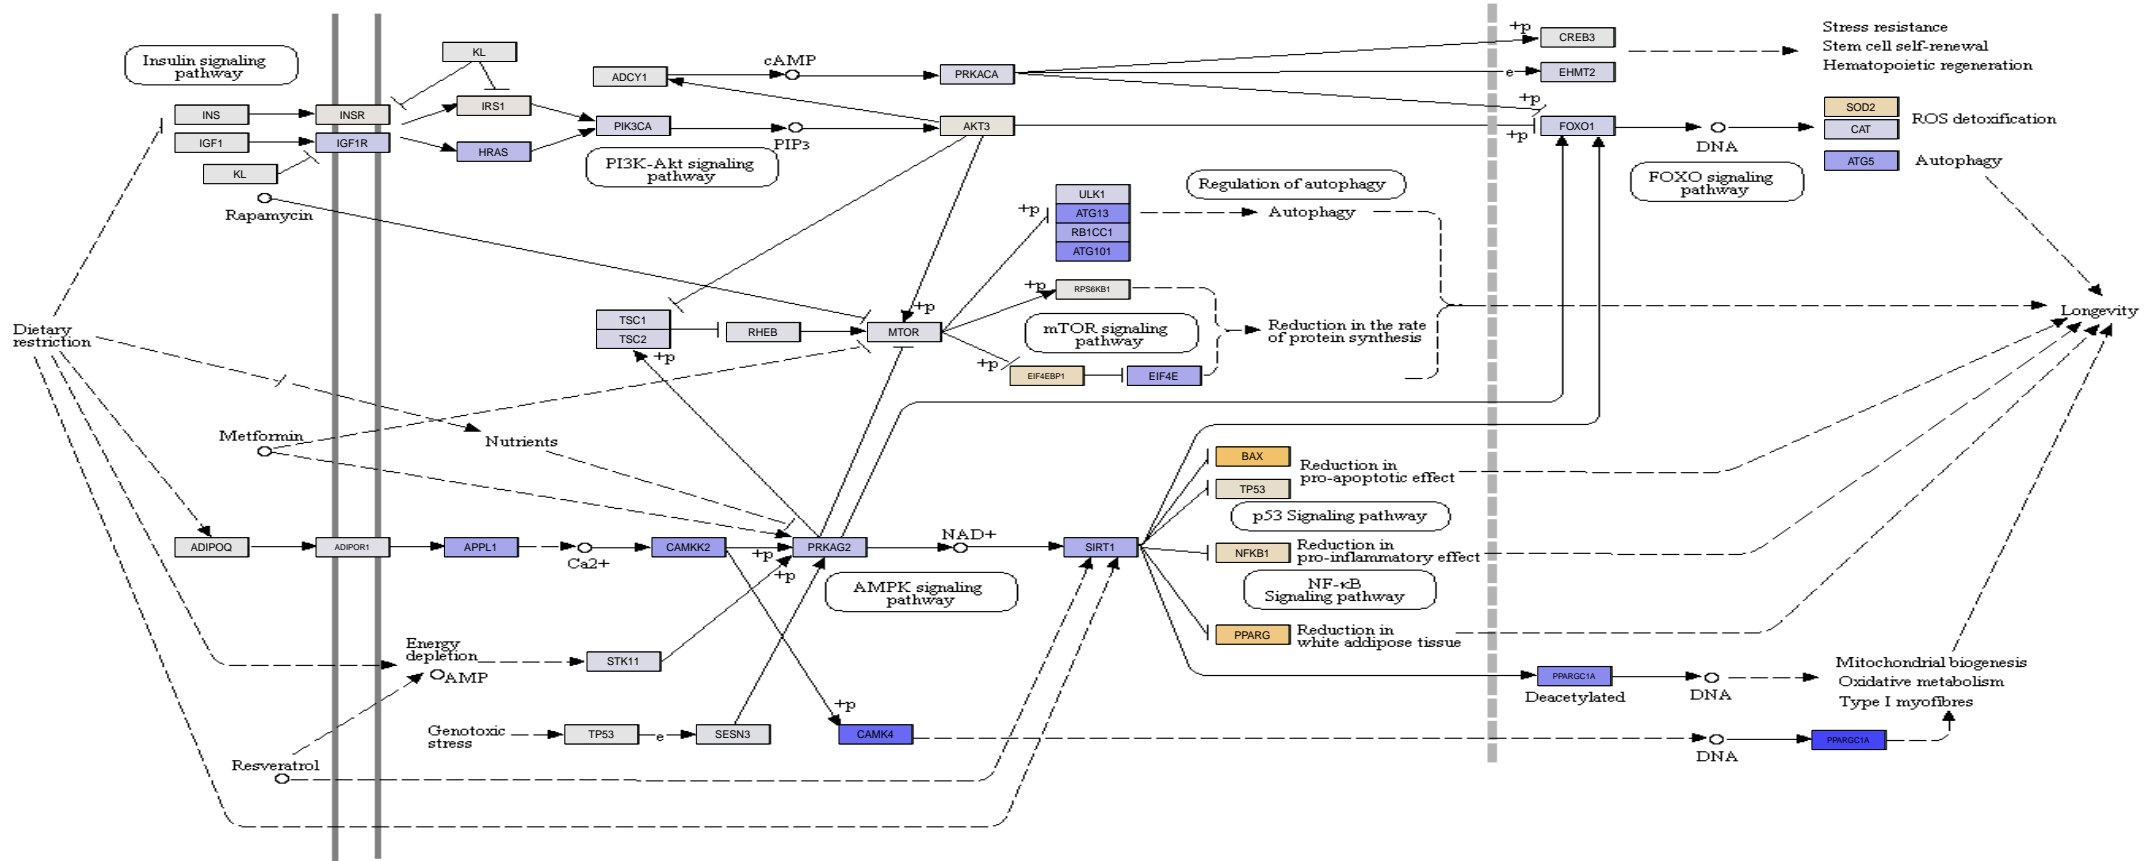 Insulin signaling
pathway
KL
INS
INSR
IRS1
IGF1
IGF1R
HRAS
KL
Rapamycin
ADCY1
cAMP
PRKACA
PIK3CA
PIP3
AKT3
PI3K-Akt signaling
pathway
+p
CREB3
Stress resistance
Stem cell self-renewal
Hematopoietic regeneration
e
EHMT2
+p
+p
FOXO1
DNA
SOD2
CAT
ROS detoxification
ATG5
Autophagy
FOXO signaling
pathway
Regulation of autophagy
+p
ULK1
ATG13
RB1CC1
ATG101
Autophagy
+p
RPS6KB1
+p
TSC1
TSC2
+p
RHEB
MTOR
mTOR signaling
pathway
+p
EIF4EBP1
EIF4E
Reduction in the rate
of protein synthesis
Longevity
Dietary
restriction
Metformin
Nutrients
BAX
Reduction in
pro-apoptotic effect
TP53
p53 Signaling pathway
ADIPOQ
ADIPOR1
APPL1
Ca2+
CAMKK2
+p
+p
PRKAG2
NAD+
SIRT1
NFKB1
Reduction in
pro-inflammatory effect
AMPK signaling
pathway
NF-κB
Signaling pathway
PPARG
Reduction in
white addipose tissue
Energy
depletion
AMP
STK11
PPARGC1A
Deacetylated
DNA
Mitochondrial biogenesis
Oxidative metabolism
Type I myofibres
Genotoxic
stress
TP53
e
SESN3
+p
CAMK4
DNA
PPARGC1A
Resveratrol